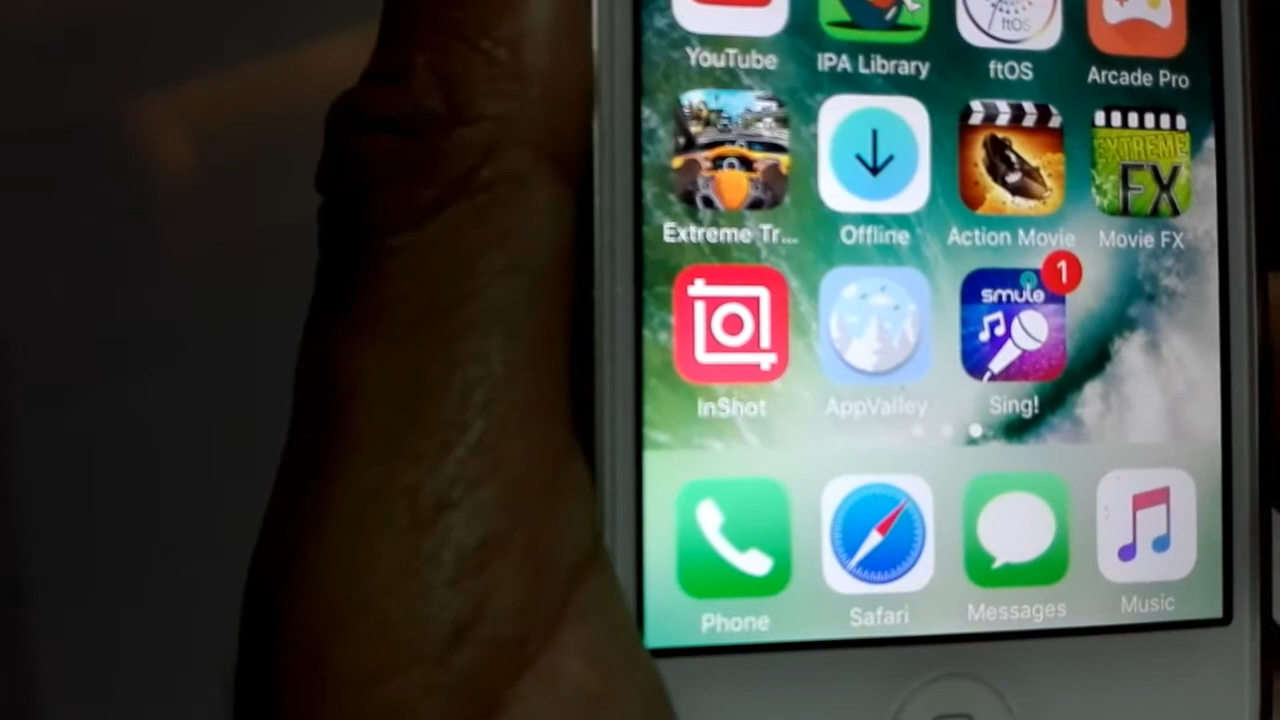 ftOS
YouTube
IPA Library
ftOS
Arcade Pro
EXTREME
FX
Extreme Tr...
Offline
Action Movie
Movie FX
1
smule
InShot
AppValley
Sing!
Phone
Safari
Messages
Music